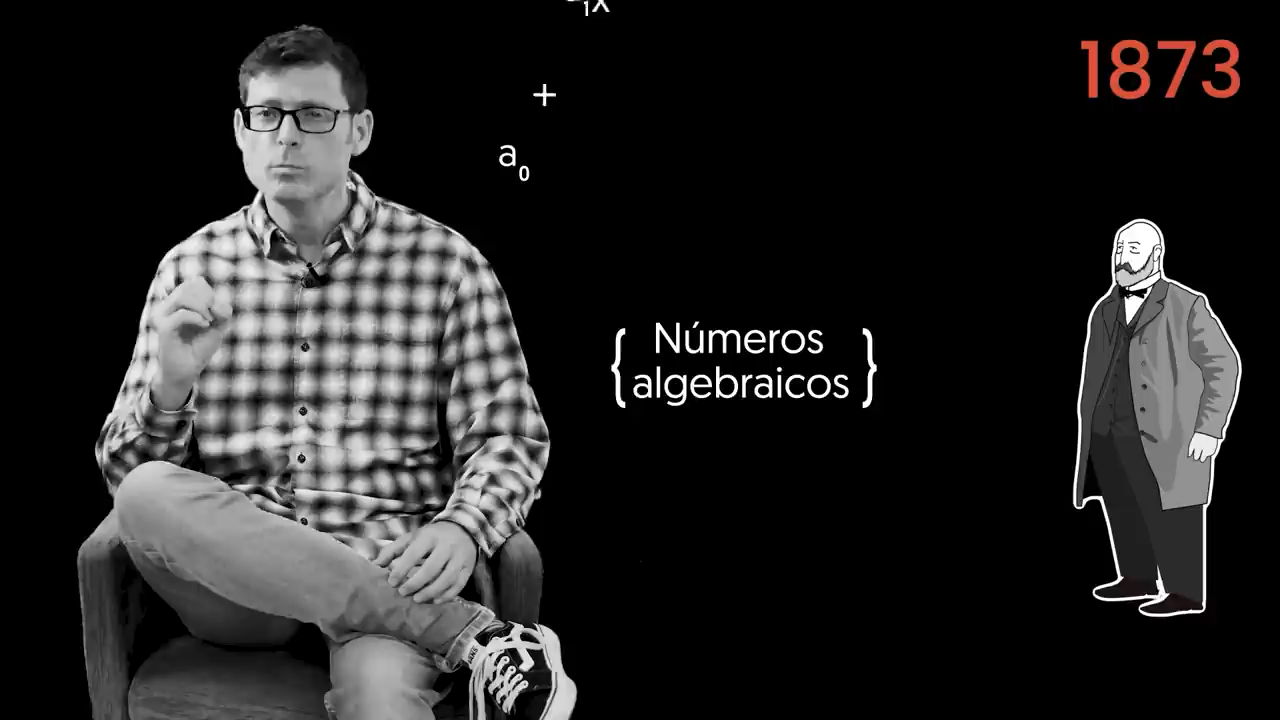 1873
+
a₀
{ Números
algebraicos }